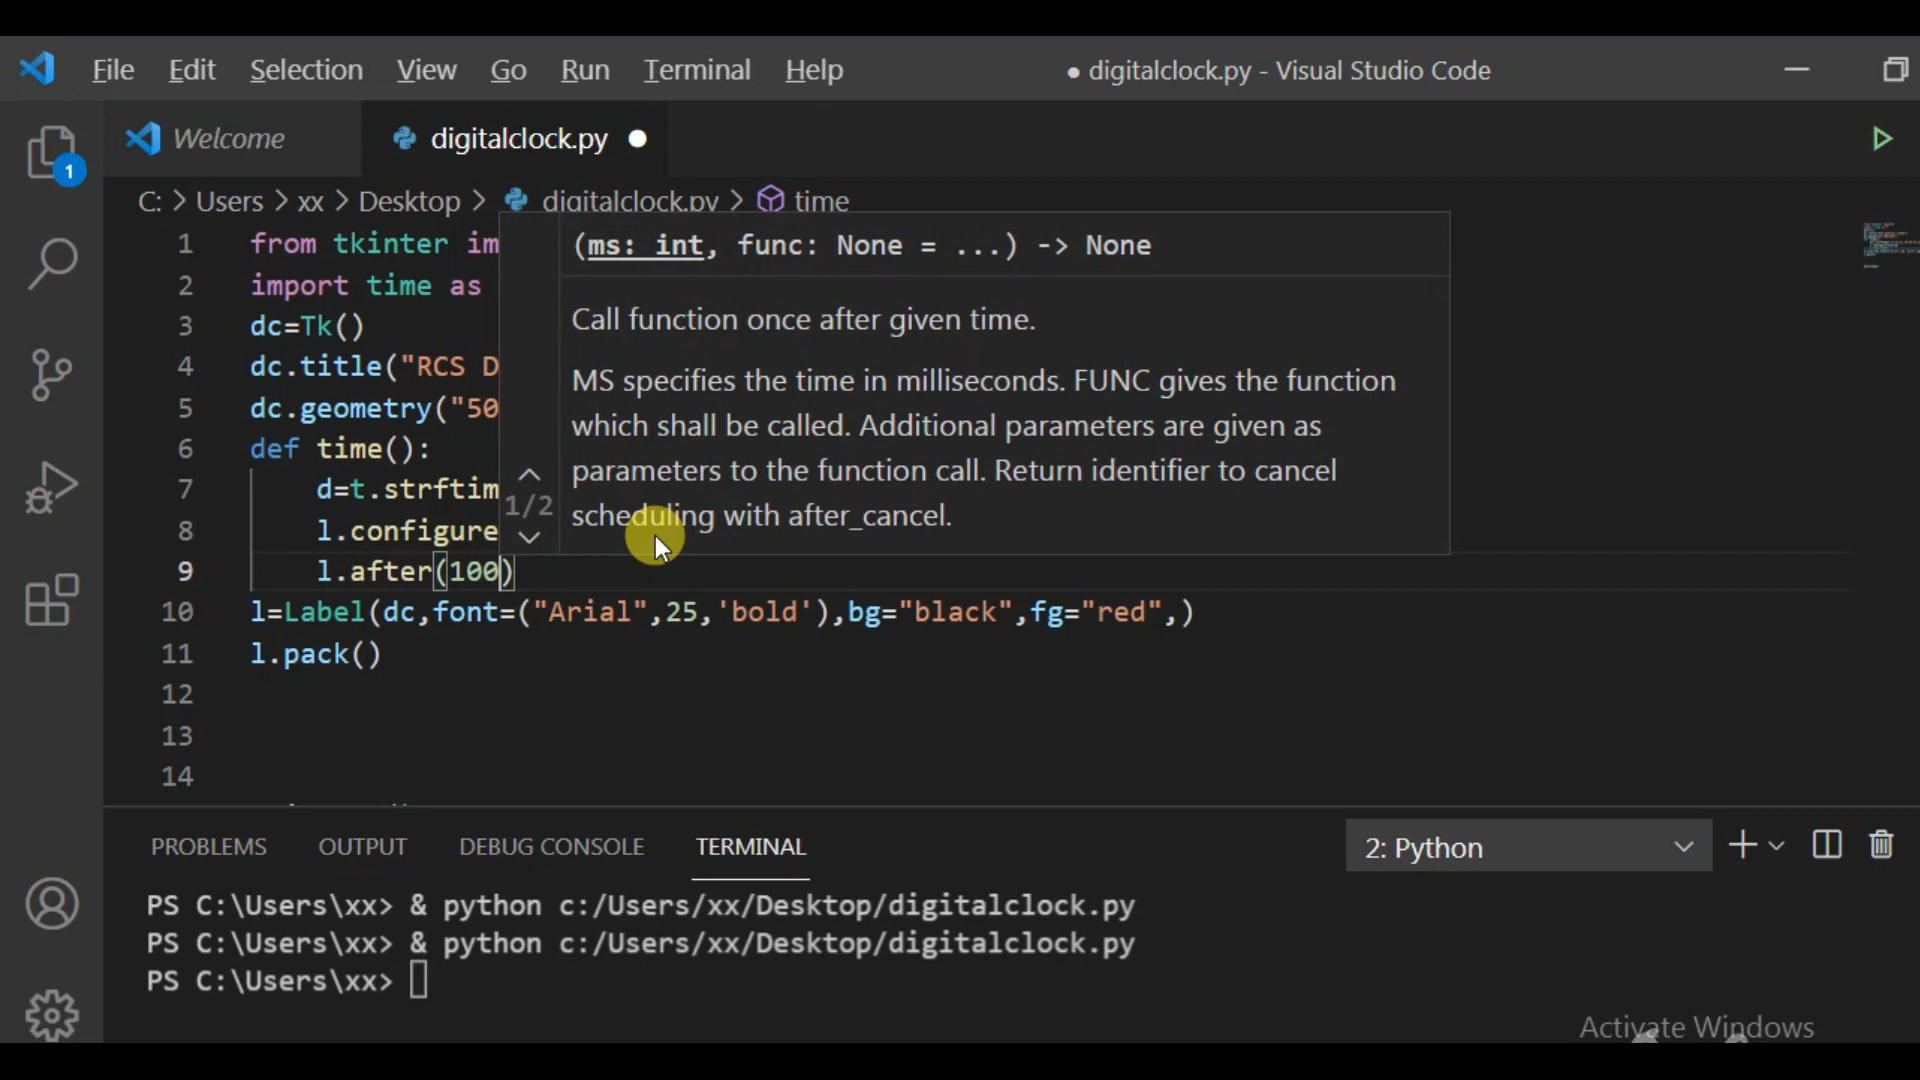 File Edit Selection View Go Run Terminal Help ● digitalclock.py - Visual Studio Code
1
Welcome digitalclock.py
C: > Users > xx > Desktop > digitalclock.py > time
1 from tkinter im
2 import time as
3 dc=Tk()
4 dc.title("RCS D
5 dc.geometry("50
6 def time():
7 d=t.strftim
8 l.configure
9 l.after(100)
(ms: int, func: None = ...) -> None
Call function once after given time.
MS specifies the time in milliseconds. FUNC gives the function
which shall be called. Additional parameters are given as
parameters to the function call. Return identifier to cancel
scheduling with after_cancel.
1/2
10 l=Label(dc,font=("Arial",25,'bold'),bg="black",fg="red",)
11 l.pack()
12
13
14
PROBLEMS OUTPUT DEBUG CONSOLE TERMINAL 2: Python
PS C:\Users\xx> & python c:/Users/xx/Desktop/digitalclock.py
PS C:\Users\xx> & python c:/Users/xx/Desktop/digitalclock.py
PS C:\Users\xx>
Activate Windows